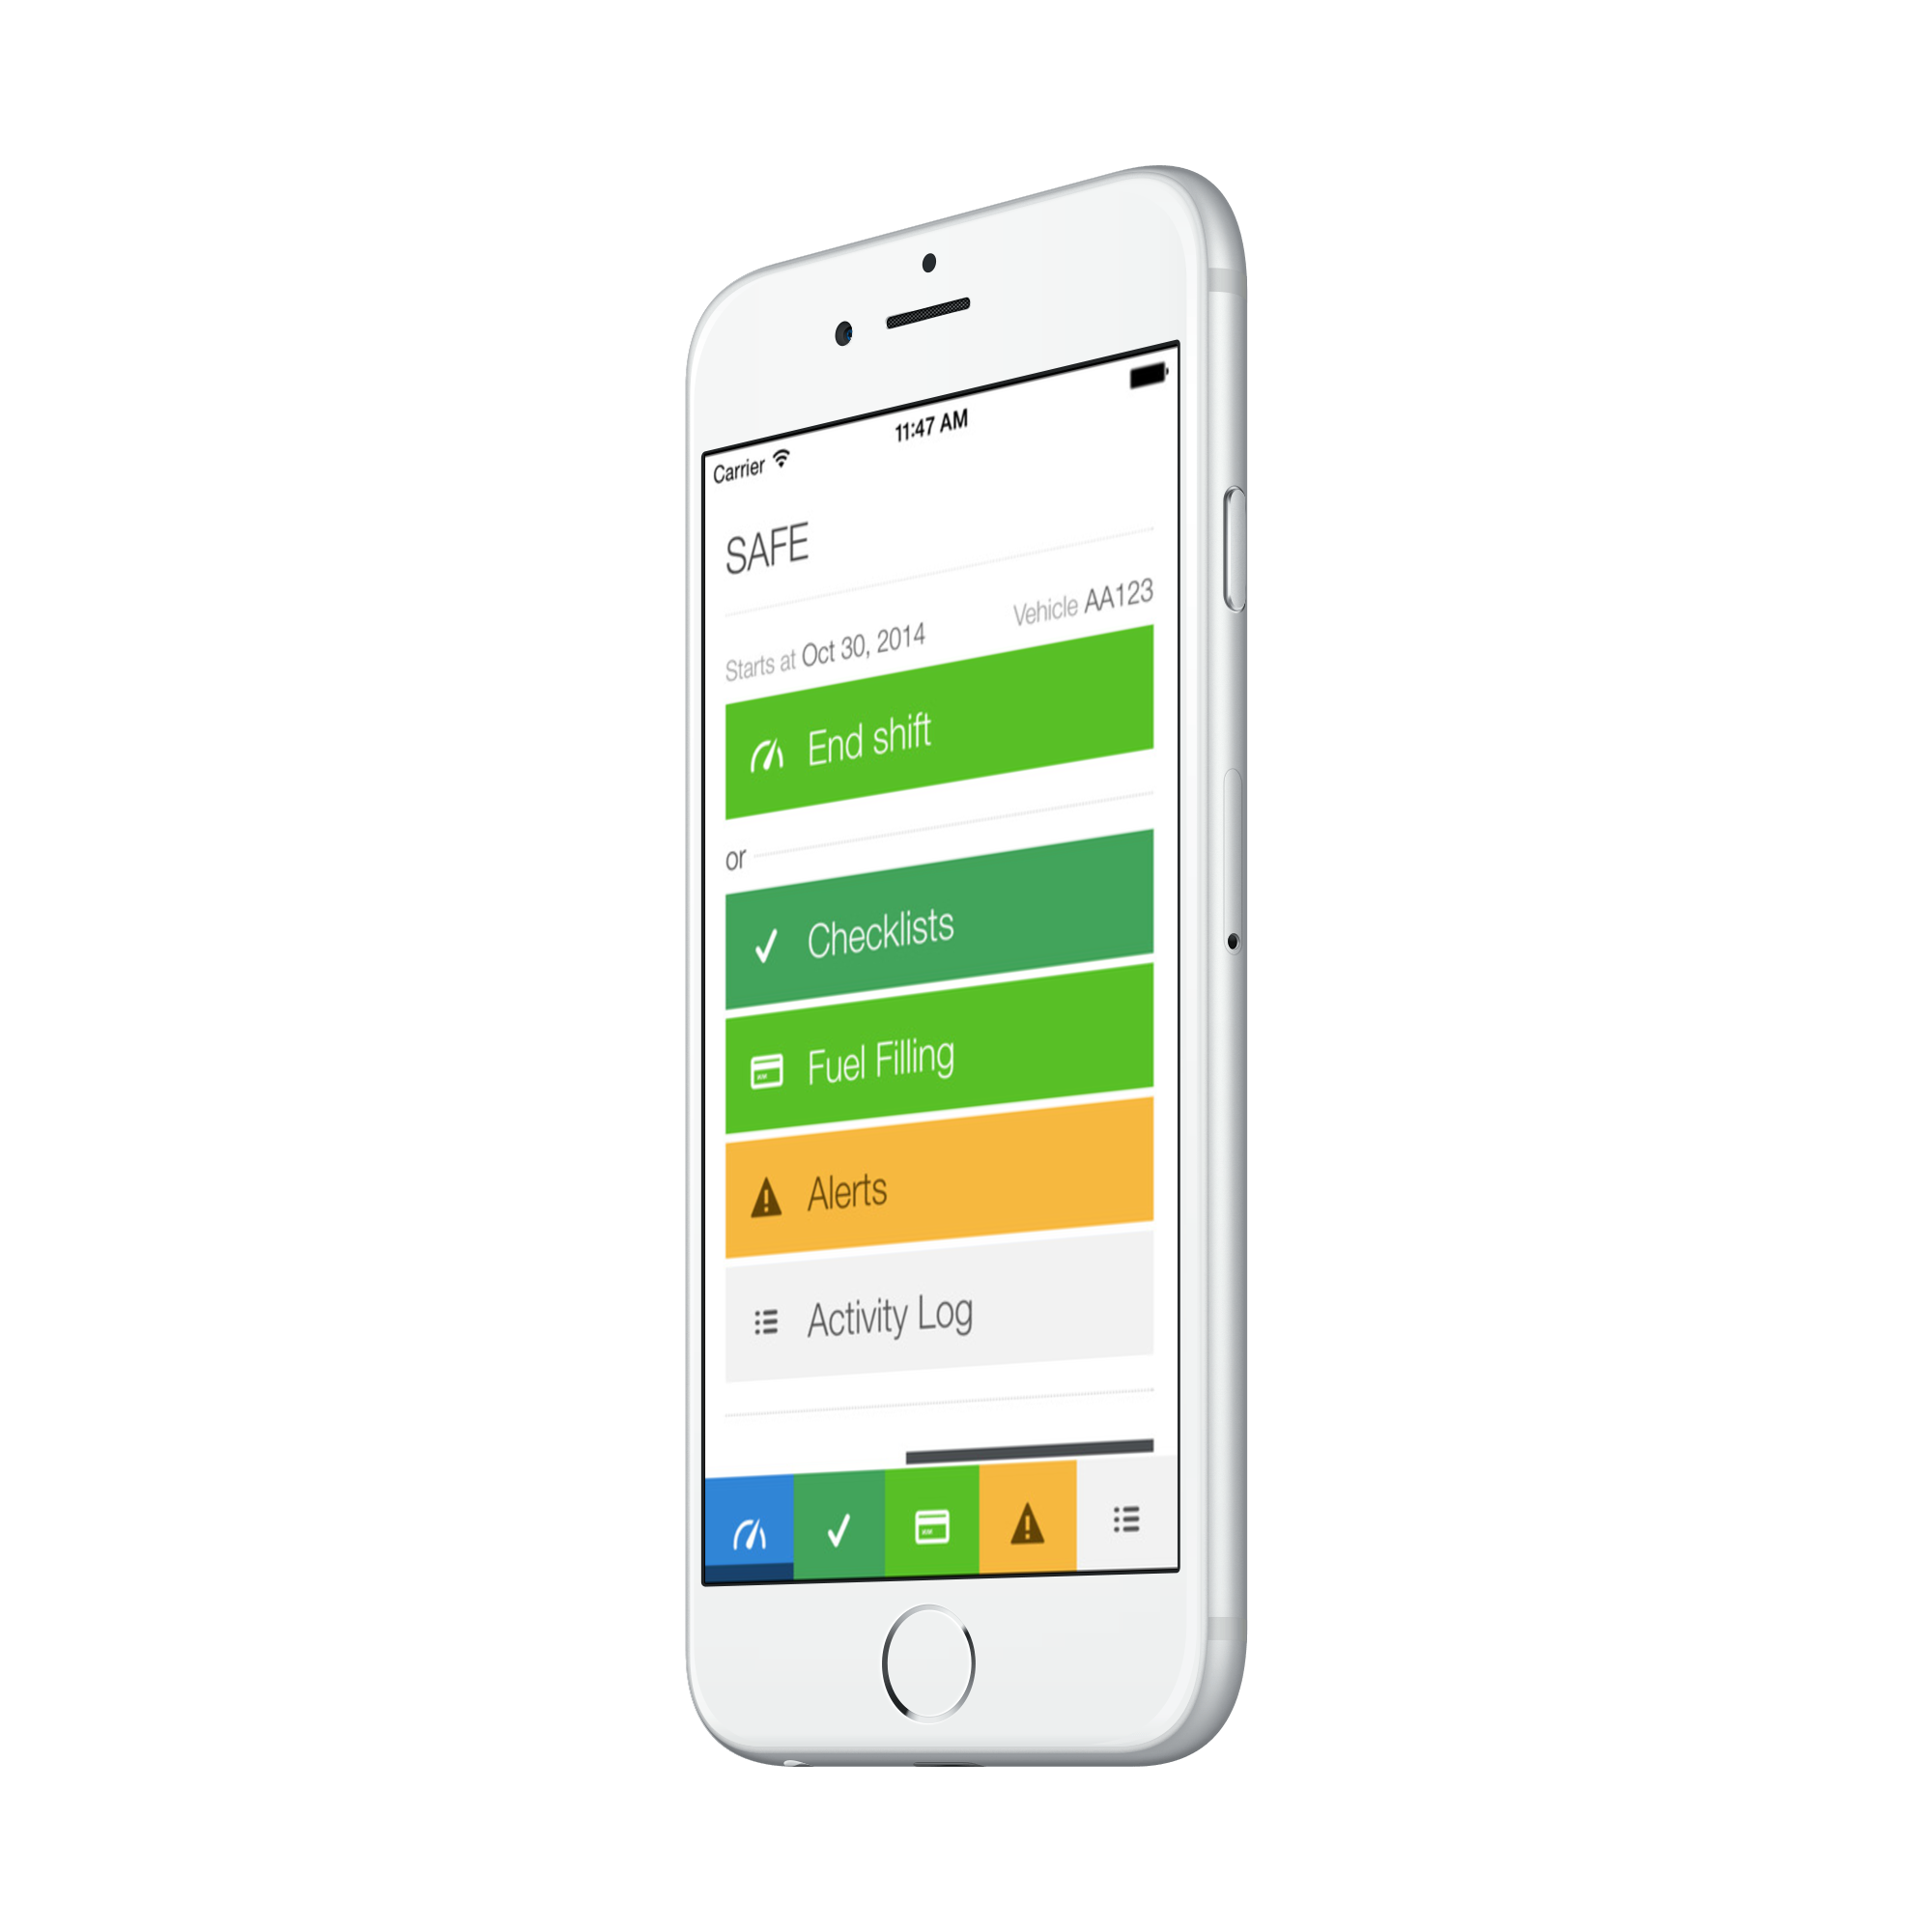 Carrier 11:47 AM
SAFE
Starts at Oct 30, 2014 Vehicle AA123
End shift
or
Checklists
Fuel Filling
Alerts
Activity Log